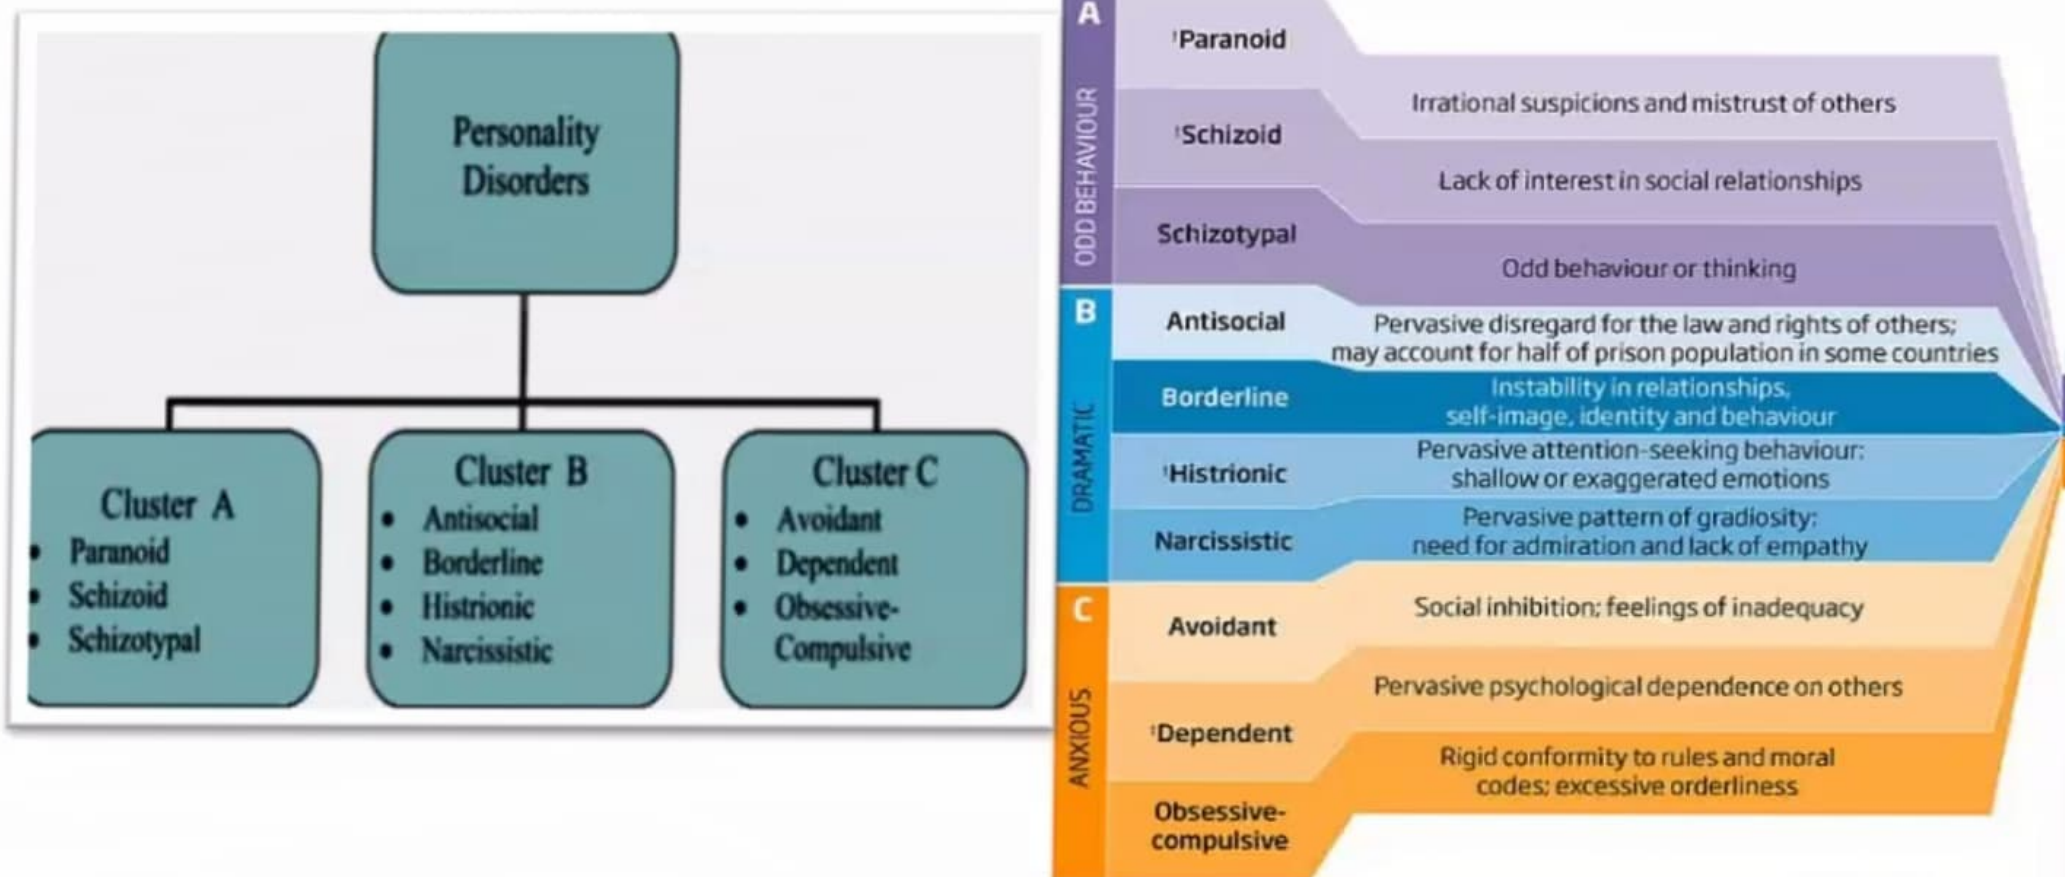 Personality
Disorders
Cluster A
• Paranoid
• Schizoid
• Schizotypal
Cluster B
• Antisocial
• Borderline
• Histrionic
• Narcissistic
Cluster C
• Avoidant
• Dependent
• Obsessive-
Compulsive
A
ODD BEHAVIOUR
†Paranoid
Irrational suspicions and mistrust of others
†Schizoid
Lack of interest in social relationships
Schizotypal
Odd behaviour or thinking
B
DRAMATIC
Antisocial
Pervasive disregard for the law and rights of others;
may account for half of prison population in some countries
Borderline
Instability in relationships,
self-image, identity and behaviour
†Histrionic
Pervasive attention-seeking behaviour:
shallow or exaggerated emotions
Narcissistic
Pervasive pattern of gradiosity:
need for admiration and lack of empathy
C
ANXIOUS
Avoidant
Social inhibition; feelings of inadequacy
†Dependent
Pervasive psychological dependence on others
Obsessive-
compulsive
Rigid conformity to rules and moral
codes; excessive orderliness